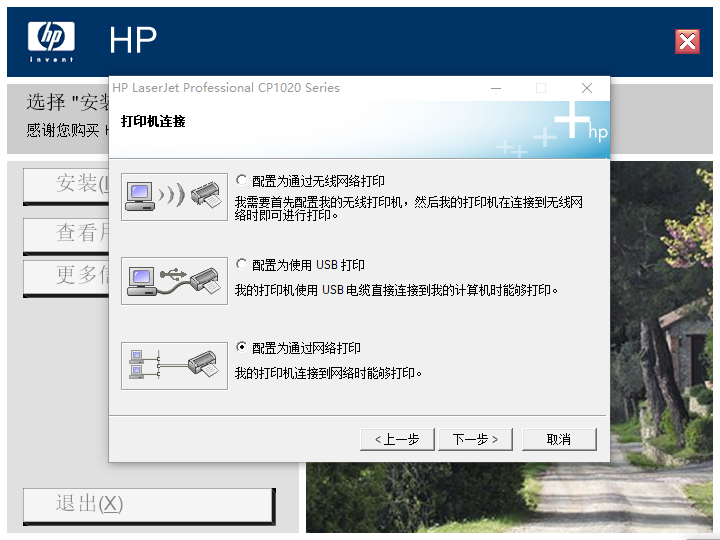 hp
invent
HP
HP LaserJet Professional CP1020 Series
选择 "安装
感谢您购买 H
打印机连接
hp
安装(I
配置为通过无线网络打印
我需要首先配置我的无线打印机，然后我的打印机在连接到无线网
络时即可进行打印。
查看用
更多信
配置为使用 USB 打印
我的打印机使用 USB 电缆直接连接到我的计算机时能够打印。
配置为通过网络打印
我的打印机连接到网络时能够打印。
< 上一步
下一步 >
取消
退出(X)